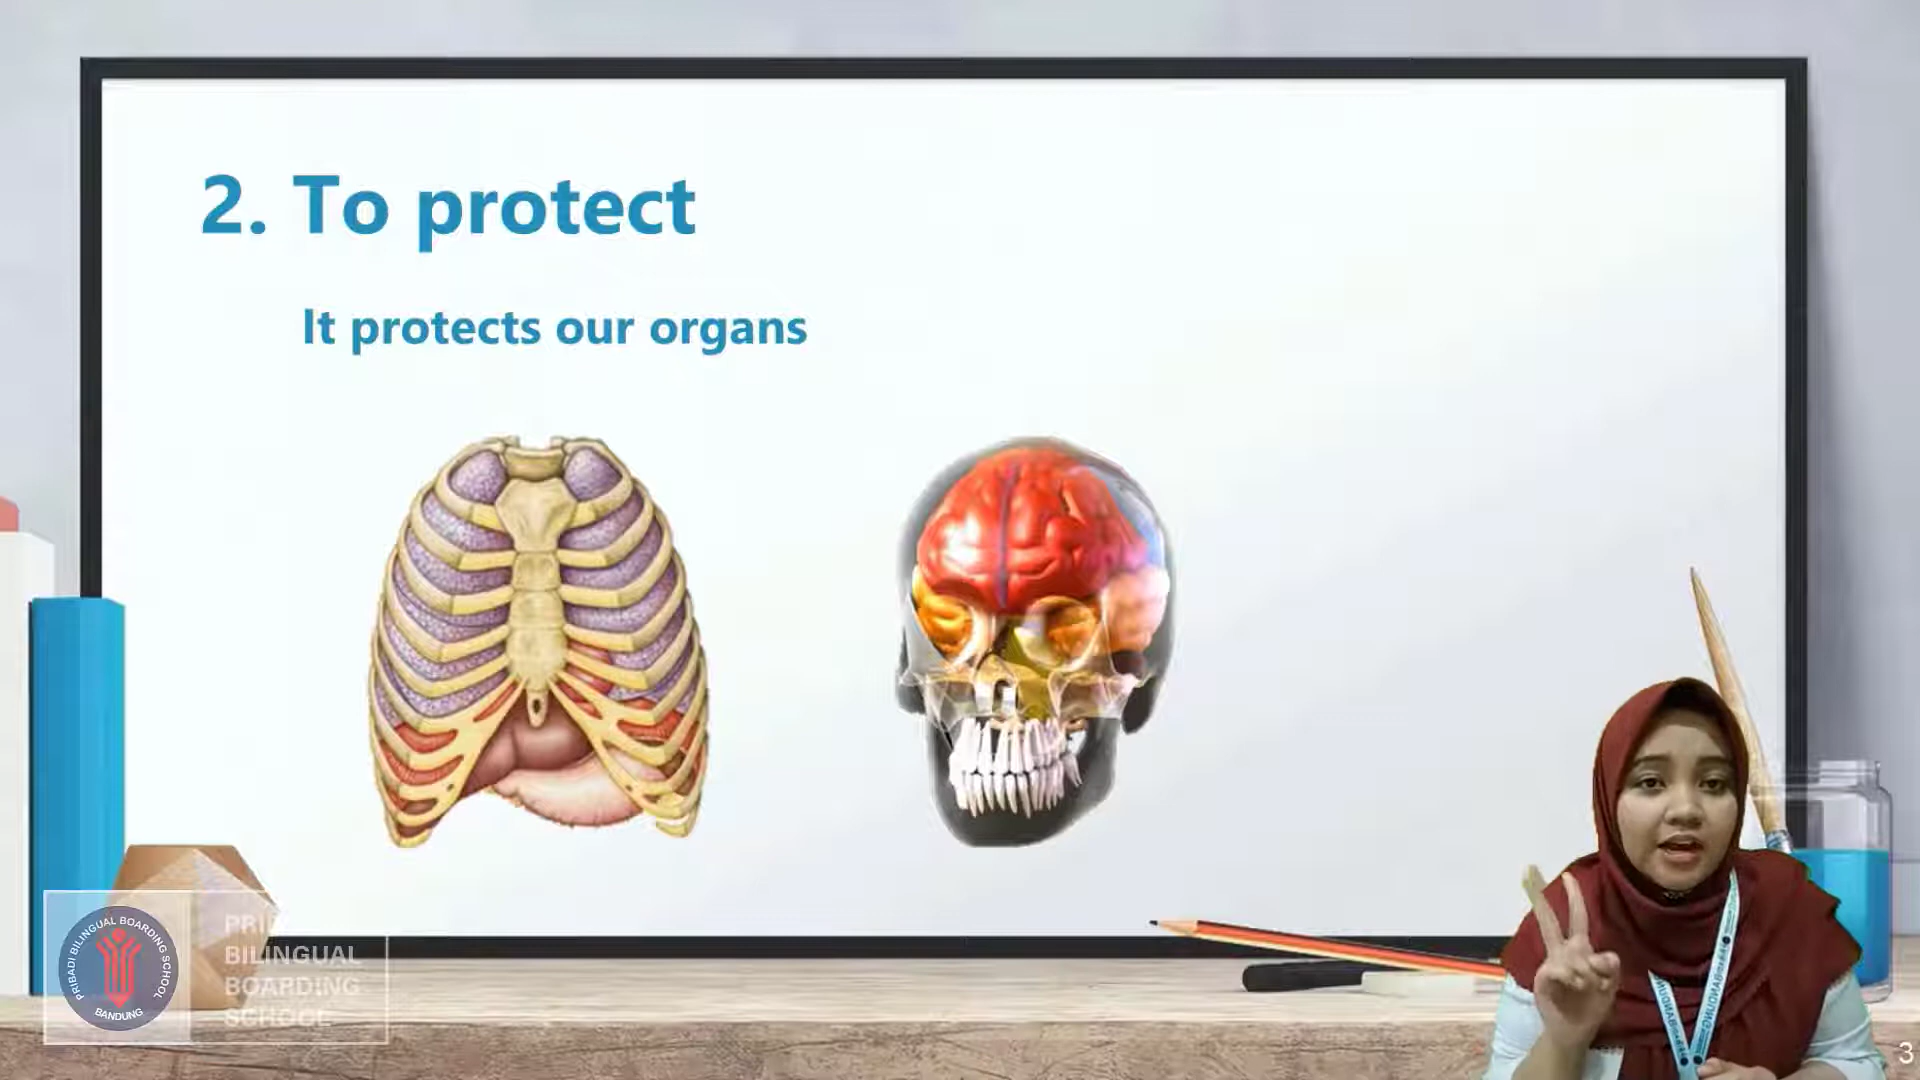 2. To protect
It protects our organs
PRIBADI BILINGUAL BOARDING SCHOOL
BANDUNG
BILINGUAL
BOARDING
SCHOOL
3